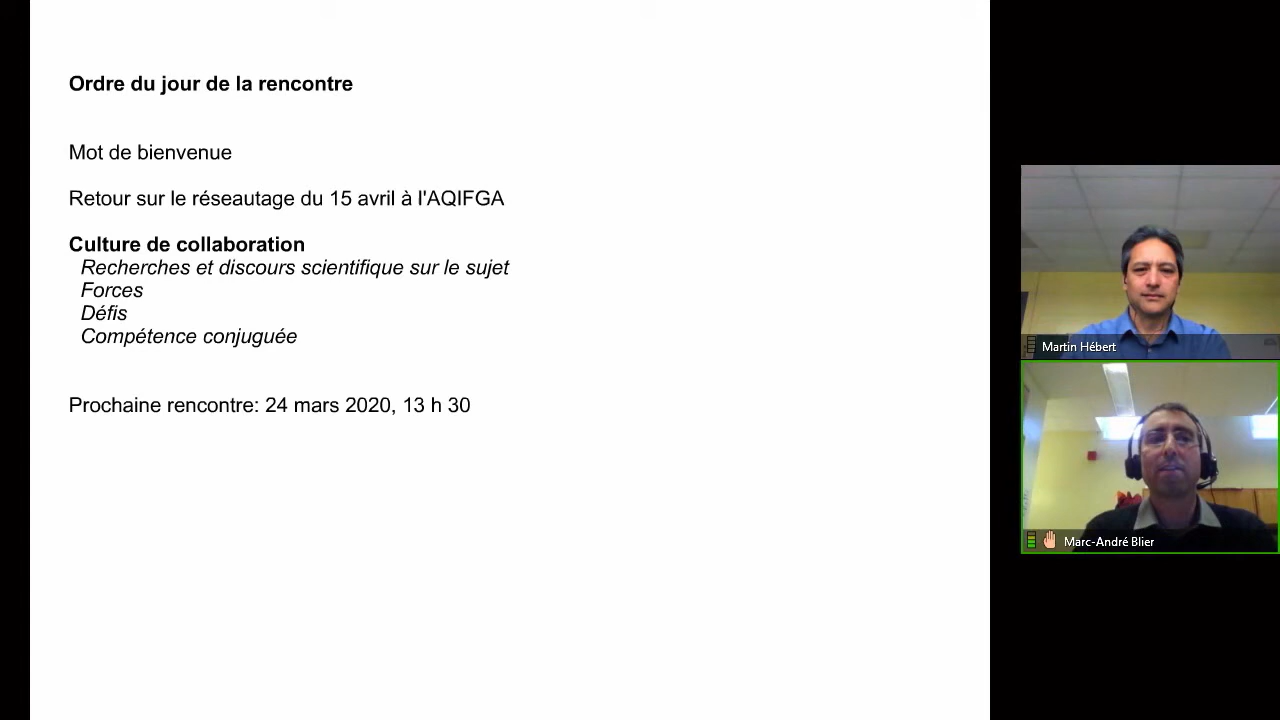 Ordre du jour de la rencontre
Mot de bienvenue
Retour sur le réseautage du 15 avril à l'AQIFGA
Culture de collaboration
Recherches et discours scientifique sur le sujet
Forces
Défis
Compétence conjuguée
Prochaine rencontre: 24 mars 2020, 13 h 30
Martin Hébert
Marc-André Blier